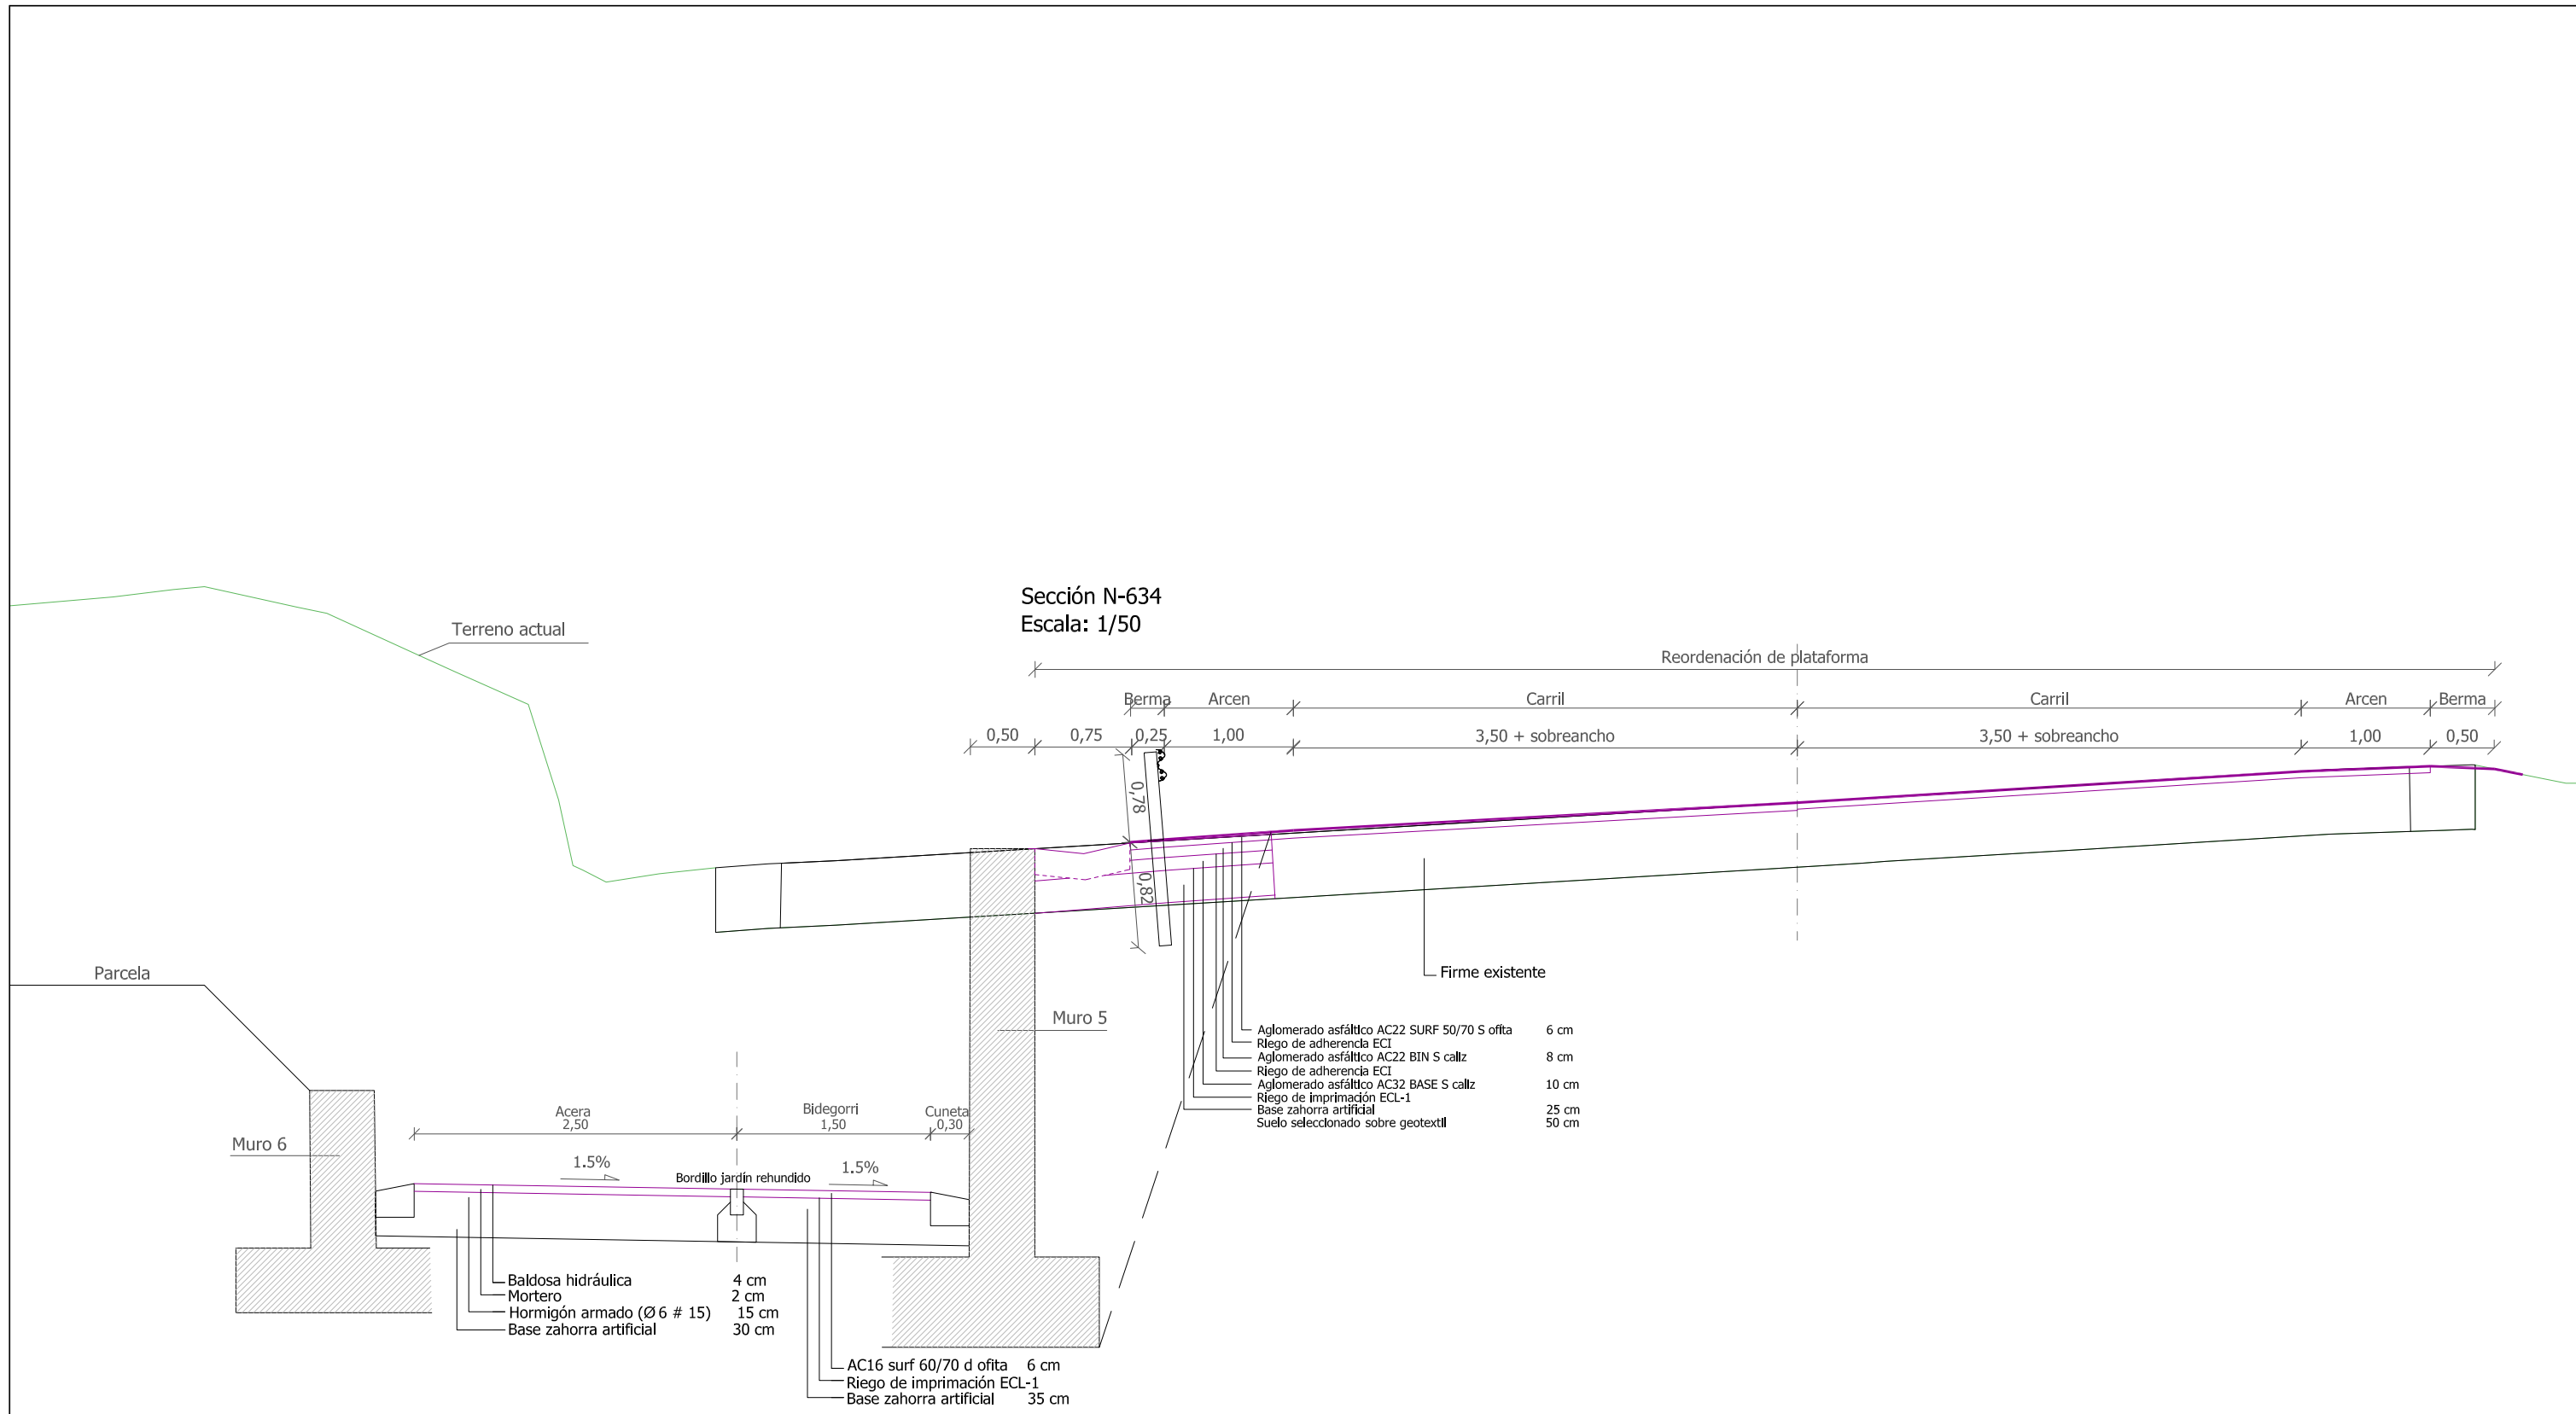 Sección N-634
Escala: 1/50
Terreno actual
Reordenación de plataforma
Berma
Arcen
Carril
Carril
Arcen
Berma
0,50
0,75
0,25
1,00
3,50 + sobreancho
3,50 + sobreancho
1,00
0,50
0,78
0,82
Parcela
Firme existente
Muro 5
Aglomerado asfáltico AC22 SURF 50/70 S ofita 6 cm
Riego de adherencia ECI
Aglomerado asfáltico AC22 BIN S caliz 8 cm
Riego de adherencia ECI
Aglomerado asfáltico AC32 BASE S caliz 10 cm
Riego de imprimación ECL-1
Base zahorra artificial 25 cm
Suelo seleccionado sobre geotextil 50 cm
Acera
2,50
Bidegorri
1,50
Cuneta
0,30
Muro 6
1.5%
Bordillo jardín rehundido
1.5%
Baldosa hidráulica 4 cm
Mortero 2 cm
Hormigón armado (Ø 6 # 15) 15 cm
Base zahorra artificial 30 cm
AC16 surf 60/70 d ofita 6 cm
Riego de imprimación ECL-1
Base zahorra artificial 35 cm